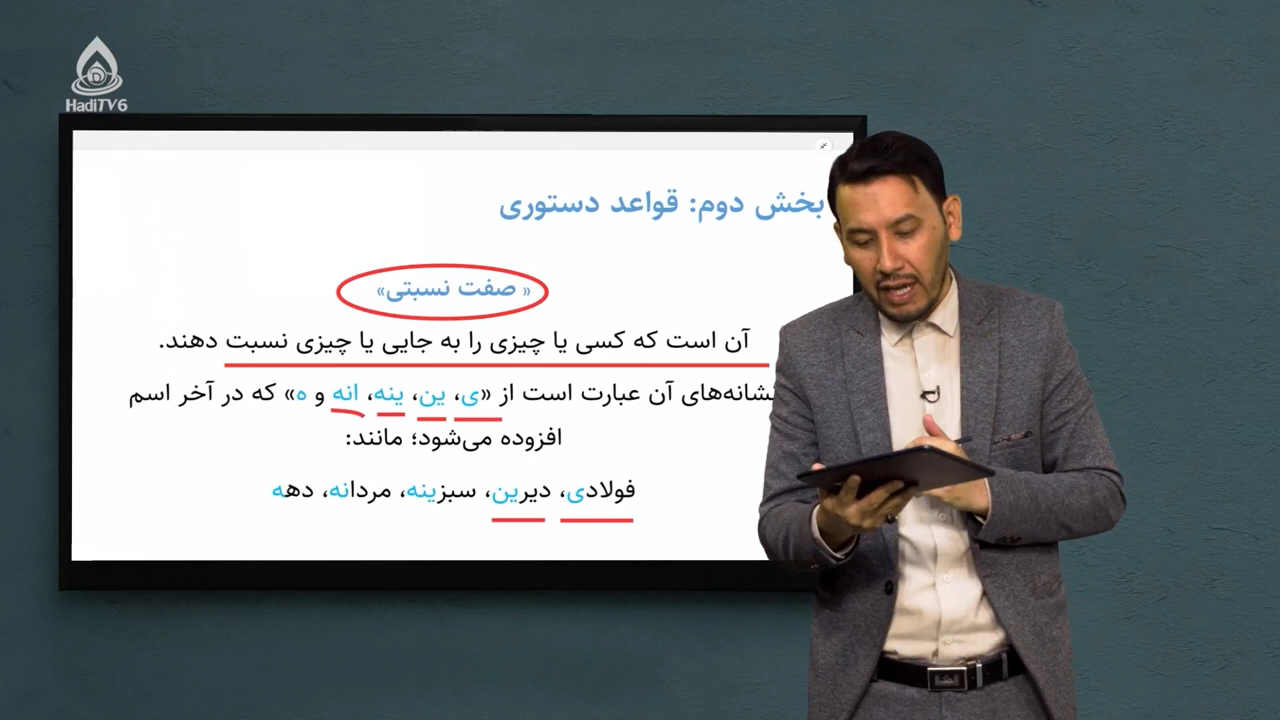 HadiTV6
بخش دوم: قواعد دستوری
« صفت نسبتی»
آن است که کسی یا چیزی را به جایی یا چیزی نسبت دهند.
نشانه‌های آن عبارت است از «ی، ین، ینه، انه و ه» که در آخر اسم
افزوده می‌شود؛ مانند:
فولادی، دیرین، سبزینه، مردانه، دهه